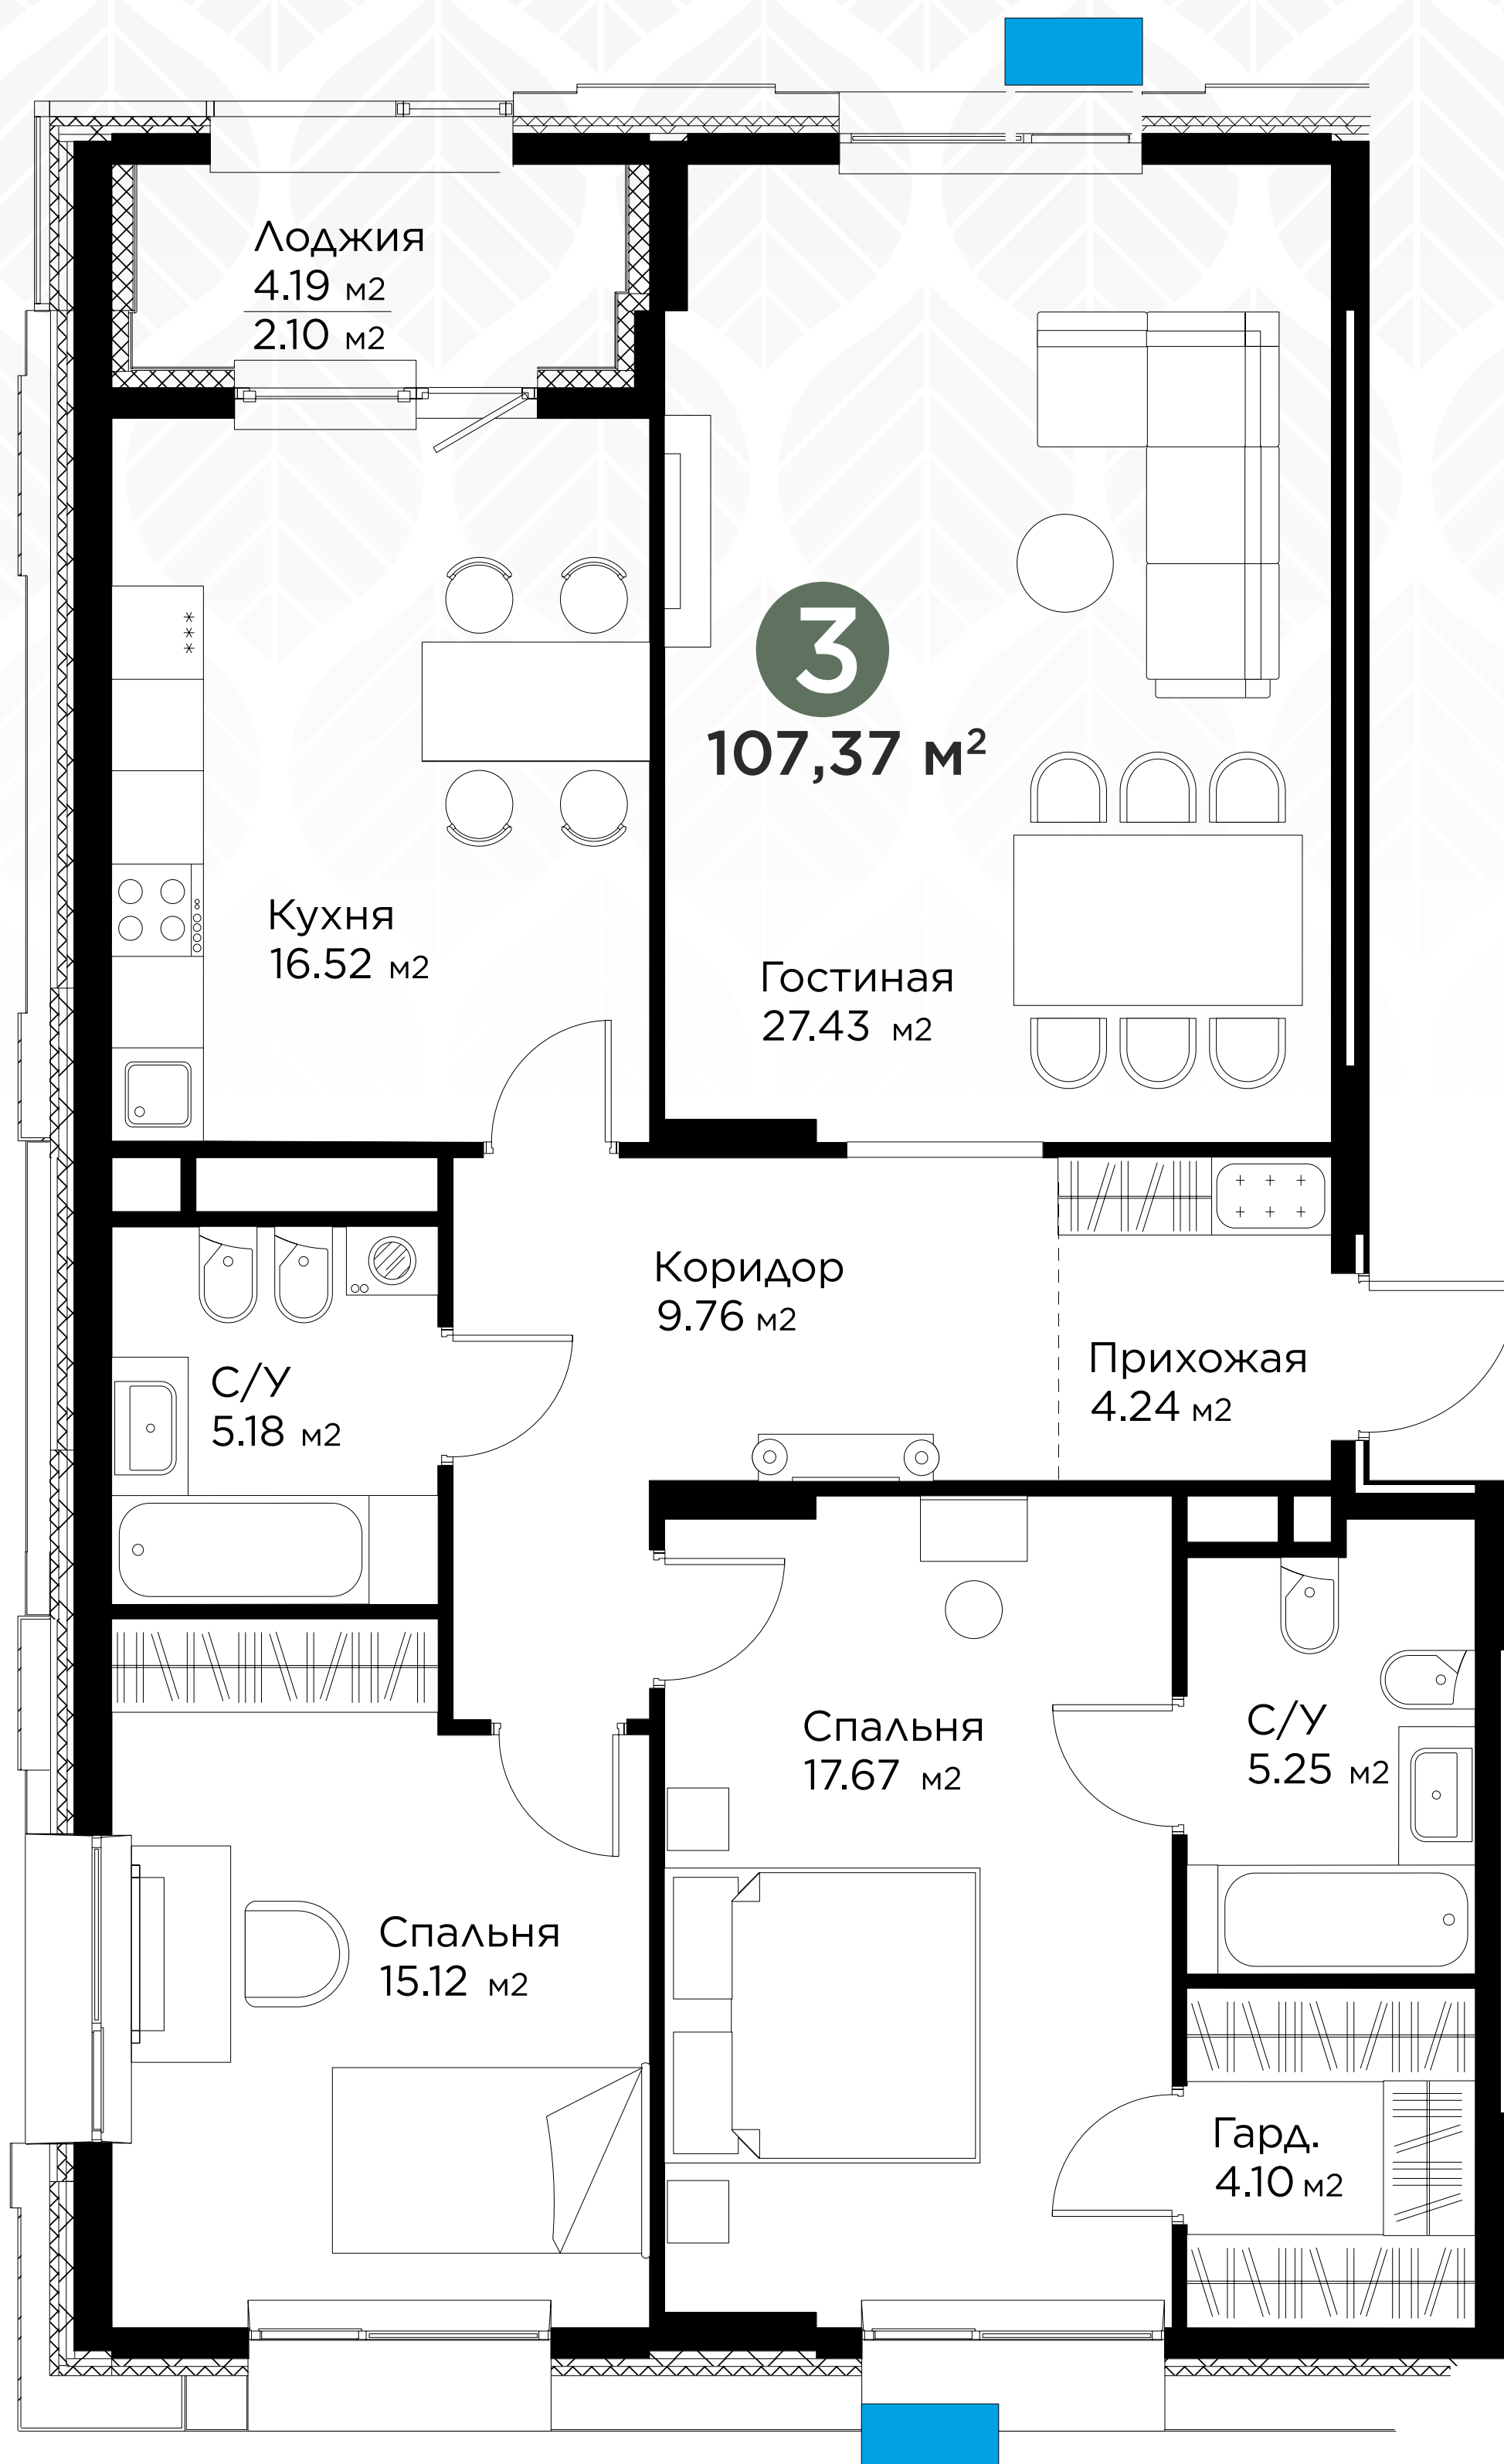 Лоджия
4.19 м2
2.10 м2
3
107,37 м²
Кухня
16.52 м2
Гостиная
27.43 м2
Коридор
9.76 м2
Прихожая
4.24 м2
С/У
5.18 м2
Спальня
17.67 м2
С/У
5.25 м2
Спальня
15.12 м2
Гард.
4.10 м2